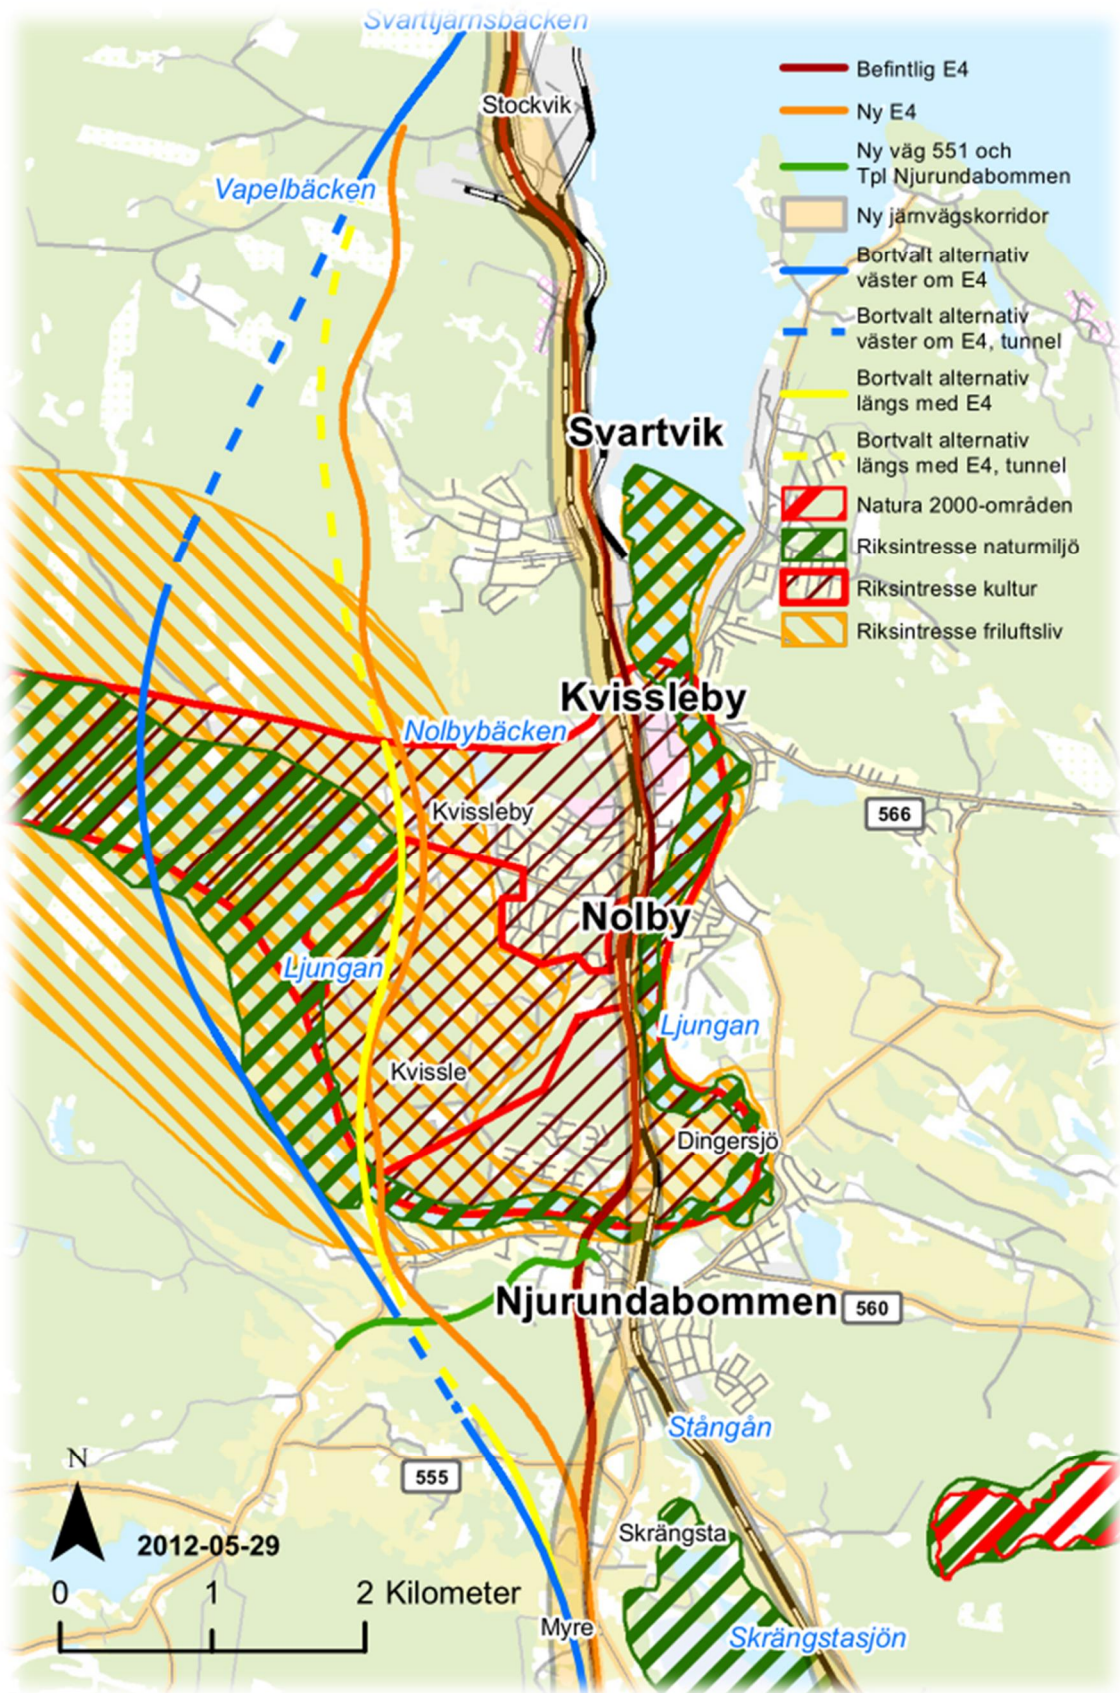 Svarttjärnsbäcken
Stockvik
Vapelbäcken
Befintlig E4
Ny E4
Ny väg 551 och
Tpl Njurundabommen
Ny järnvägskorridor
Bortvalt alternativ
väster om E4
Bortvalt alternativ
väster om E4, tunnel
Bortvalt alternativ
längs med E4
Bortvalt alternativ
längs med E4, tunnel
Natura 2000-områden
Riksintresse naturmiljö
Riksintresse kultur
Riksintresse friluftsliv
Svartvik
Kvissleby
Nolbybäcken
Kvissleby
566
Nolby
Ljungan
Ljungan
Kvissle
Dingersjö
Njurundabommen
560
Stångån
555
Skrängsta
N
2012-05-29
0 1 2 Kilometer
Myre
Skrängstasjön